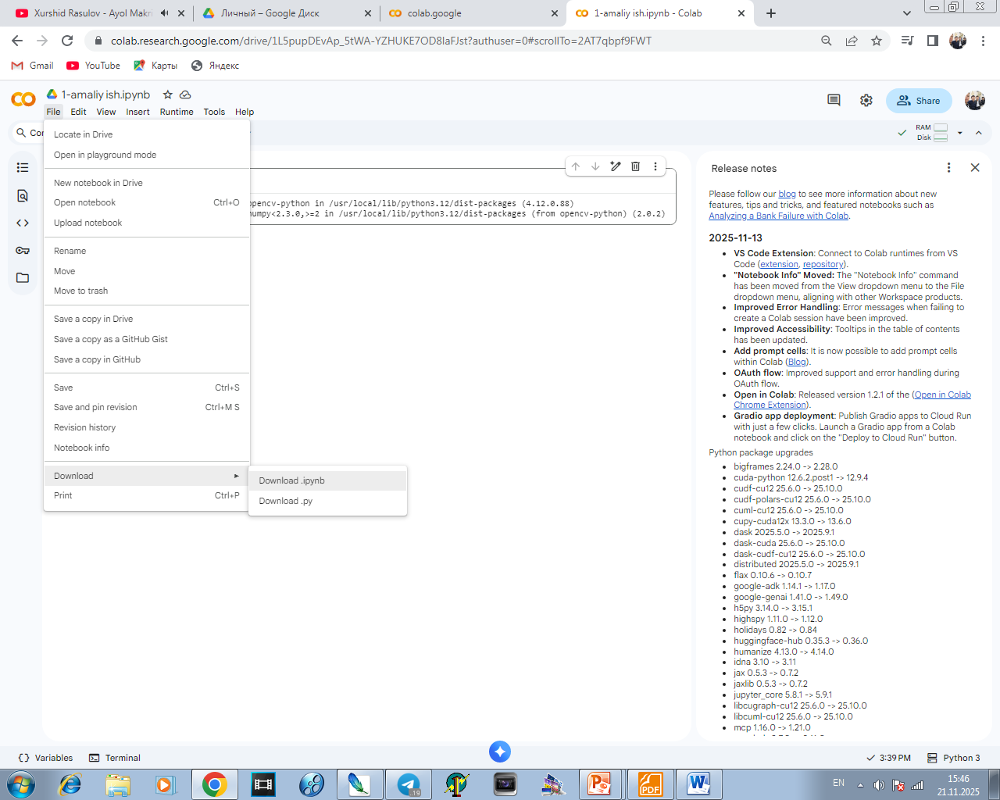 Xurshid Rasulov - Ayol Makri
Личный – Google Диск
colab.google
1-amaliy ish.ipynb - Colab
colab.research.google.com/drive/1L5pupDEvAp_5tWA-YZHUKE7OD8laFJst?authuser=0#scrollTo=2AT7qbpf9FWT
Gmail
YouTube
Карты
Яндекс
1-amaliy ish.ipynb
File Edit View Insert Runtime Tools Help
Share
RAM
Disk
Locate in Drive
Open in playground mode
New notebook in Drive
Open notebook Ctrl+O
Upload notebook
Rename
Move
Move to trash
Save a copy in Drive
Save a copy as a GitHub Gist
Save a copy in GitHub
Save Ctrl+S
Save and pin revision Ctrl+M S
Revision history
Notebook info
Download
Print Ctrl+P
Download .ipynb
Download .py
opencv-python in /usr/local/lib/python3.12/dist-packages (4.12.0.88)
numpy<2.3.0,>=2 in /usr/local/lib/python3.12/dist-packages (from opencv-python) (2.0.2)
Release notes
Please follow our blog to see more information about new
features, tips and tricks, and featured notebooks such as
Analyzing a Bank Failure with Colab.
2025-11-13
VS Code Extension: Connect to Colab runtimes from VS
Code (extension, repository).
"Notebook Info" Moved: The "Notebook Info" command
has been moved from the View dropdown menu to the File
dropdown menu, aligning with other Workspace products.
Improved Error Handling: Error messages when failing to
create a Colab session have been improved.
Improved Accessibility: Tooltips in the table of contents
has been updated.
Add prompt cells: It is now possible to add prompt cells
within Colab (Blog).
OAuth flow: Improved support and error handling during
OAuth flow.
Open in Colab: Released version 1.2.1 of the (Open in Colab
Chrome Extension).
Gradio app deployment: Publish Gradio apps to Cloud Run
with just a few clicks. Launch a Gradio app from a Colab
notebook and click on the "Deploy to Cloud Run" button.
Python package upgrades
bigframes 2.24.0 -> 2.28.0
cuda-python 12.6.2.post1 -> 12.9.4
cudf-cu12 25.6.0 -> 25.10.0
cudf-polars-cu12 25.6.0 -> 25.10.0
cuml-cu12 25.6.0 -> 25.10.0
cupy-cuda12x 13.3.0 -> 13.6.0
dask 2025.5.0 -> 2025.9.1
dask-cuda 25.6.0 -> 25.10.0
dask-cudf-cu12 25.6.0 -> 25.10.0
distributed 2025.5.0 -> 2025.9.1
flax 0.10.6 -> 0.10.7
google-adk 1.14.1 -> 1.17.0
google-genai 1.41.0 -> 1.49.0
h5py 3.14.0 -> 3.15.1
highspy 1.11.0 -> 1.12.0
holidays 0.82 -> 0.84
huggingface-hub 0.35.3 -> 0.36.0
humanize 4.13.0 -> 4.14.0
idna 3.10 -> 3.11
jax 0.5.3 -> 0.7.2
jaxlib 0.5.3 -> 0.7.2
jupyter_core 5.8.1 -> 5.9.1
libcugraph-cu12 25.6.0 -> 25.10.0
libcuml-cu12 25.6.0 -> 25.10.0
mcp 1.16.0 -> 1.21.0
Variables
Terminal
3:39 PM
Python 3
EN
15:46
21.11.2025